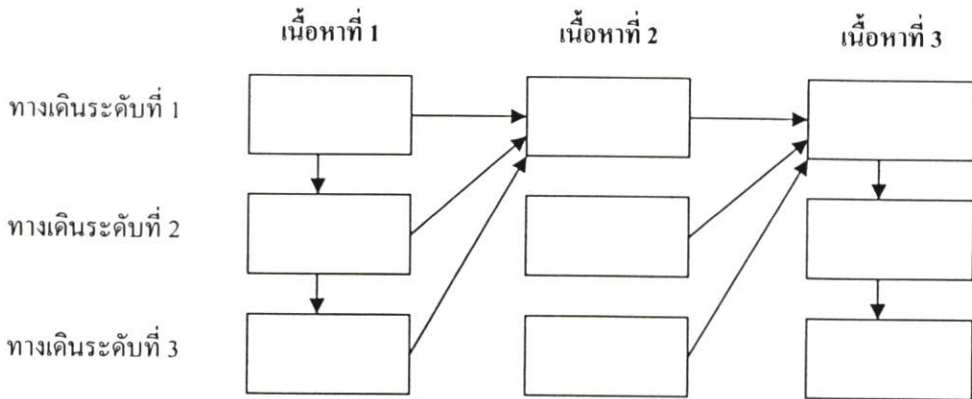 เนื้อหาที่ 1 เนื้อหาที่ 2 เนื้อหาที่ 3
ทางเดินระดับที่ 1
ทางเดินระดับที่ 2
ทางเดินระดับที่ 3